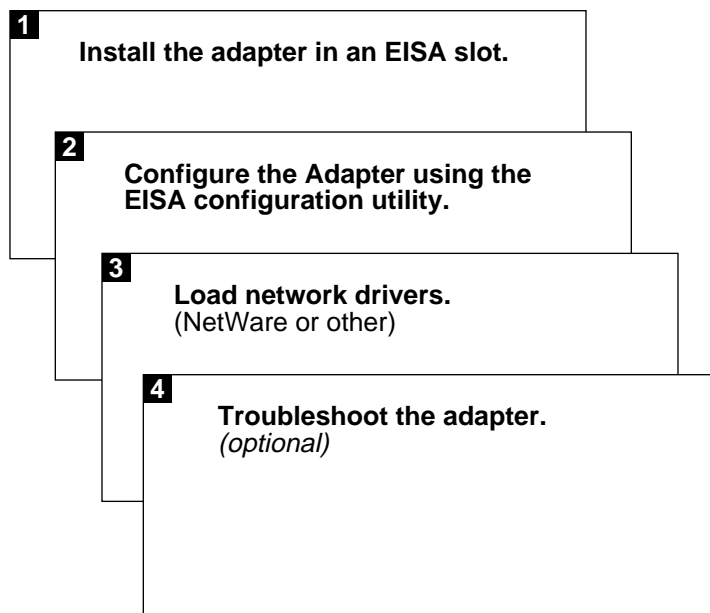 1
Install the adapter in an EISA slot.
2
Configure the Adapter using the
EISA configuration utility.
3
Load network drivers.
(NetWare or other)
4
Troubleshoot the adapter.
(optional)